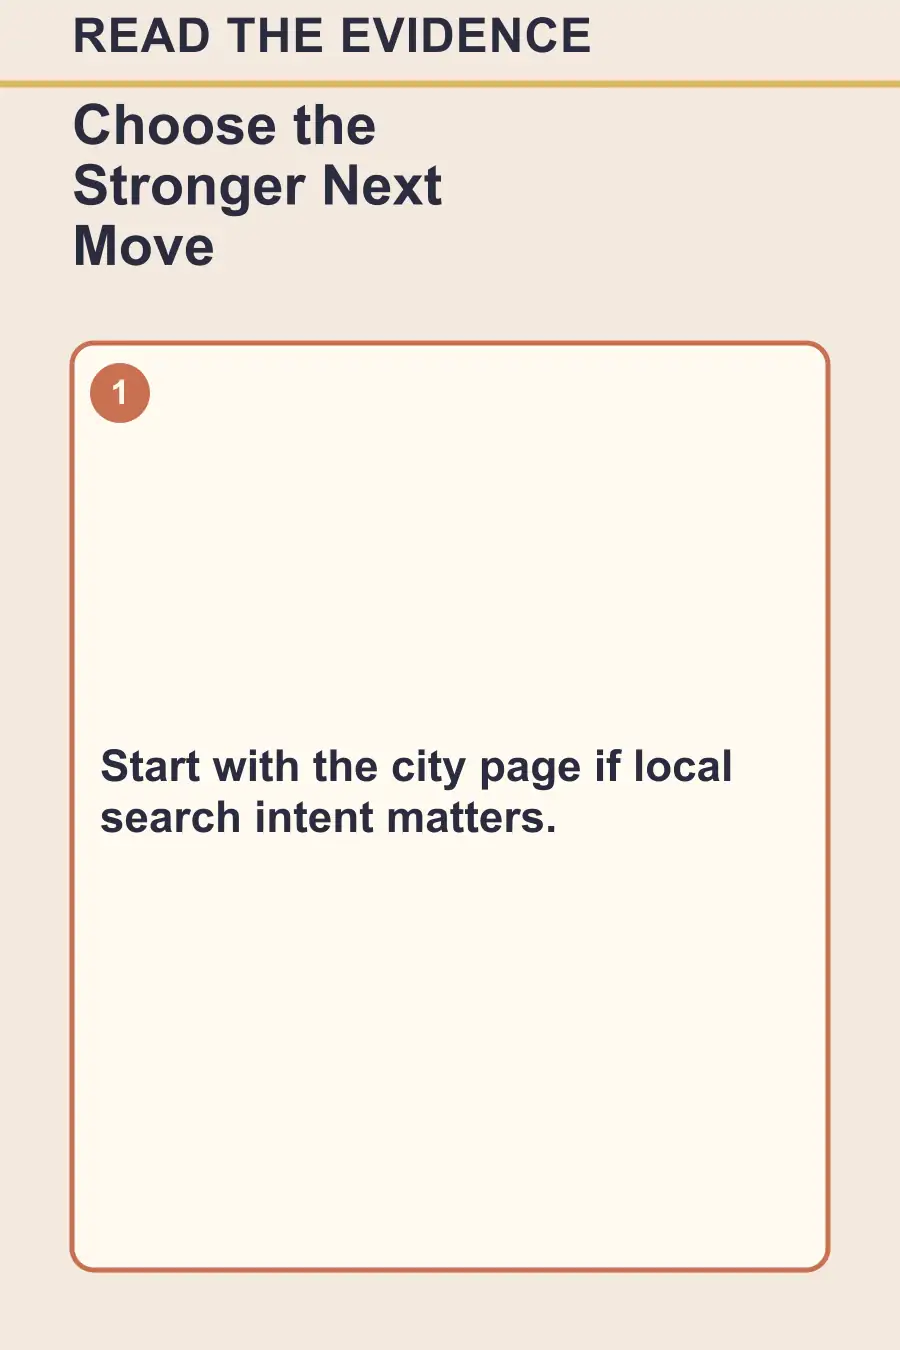 READ THE EVIDENCE
Choose the
Stronger Next
Move
1
Start with the city page if local
search intent matters.